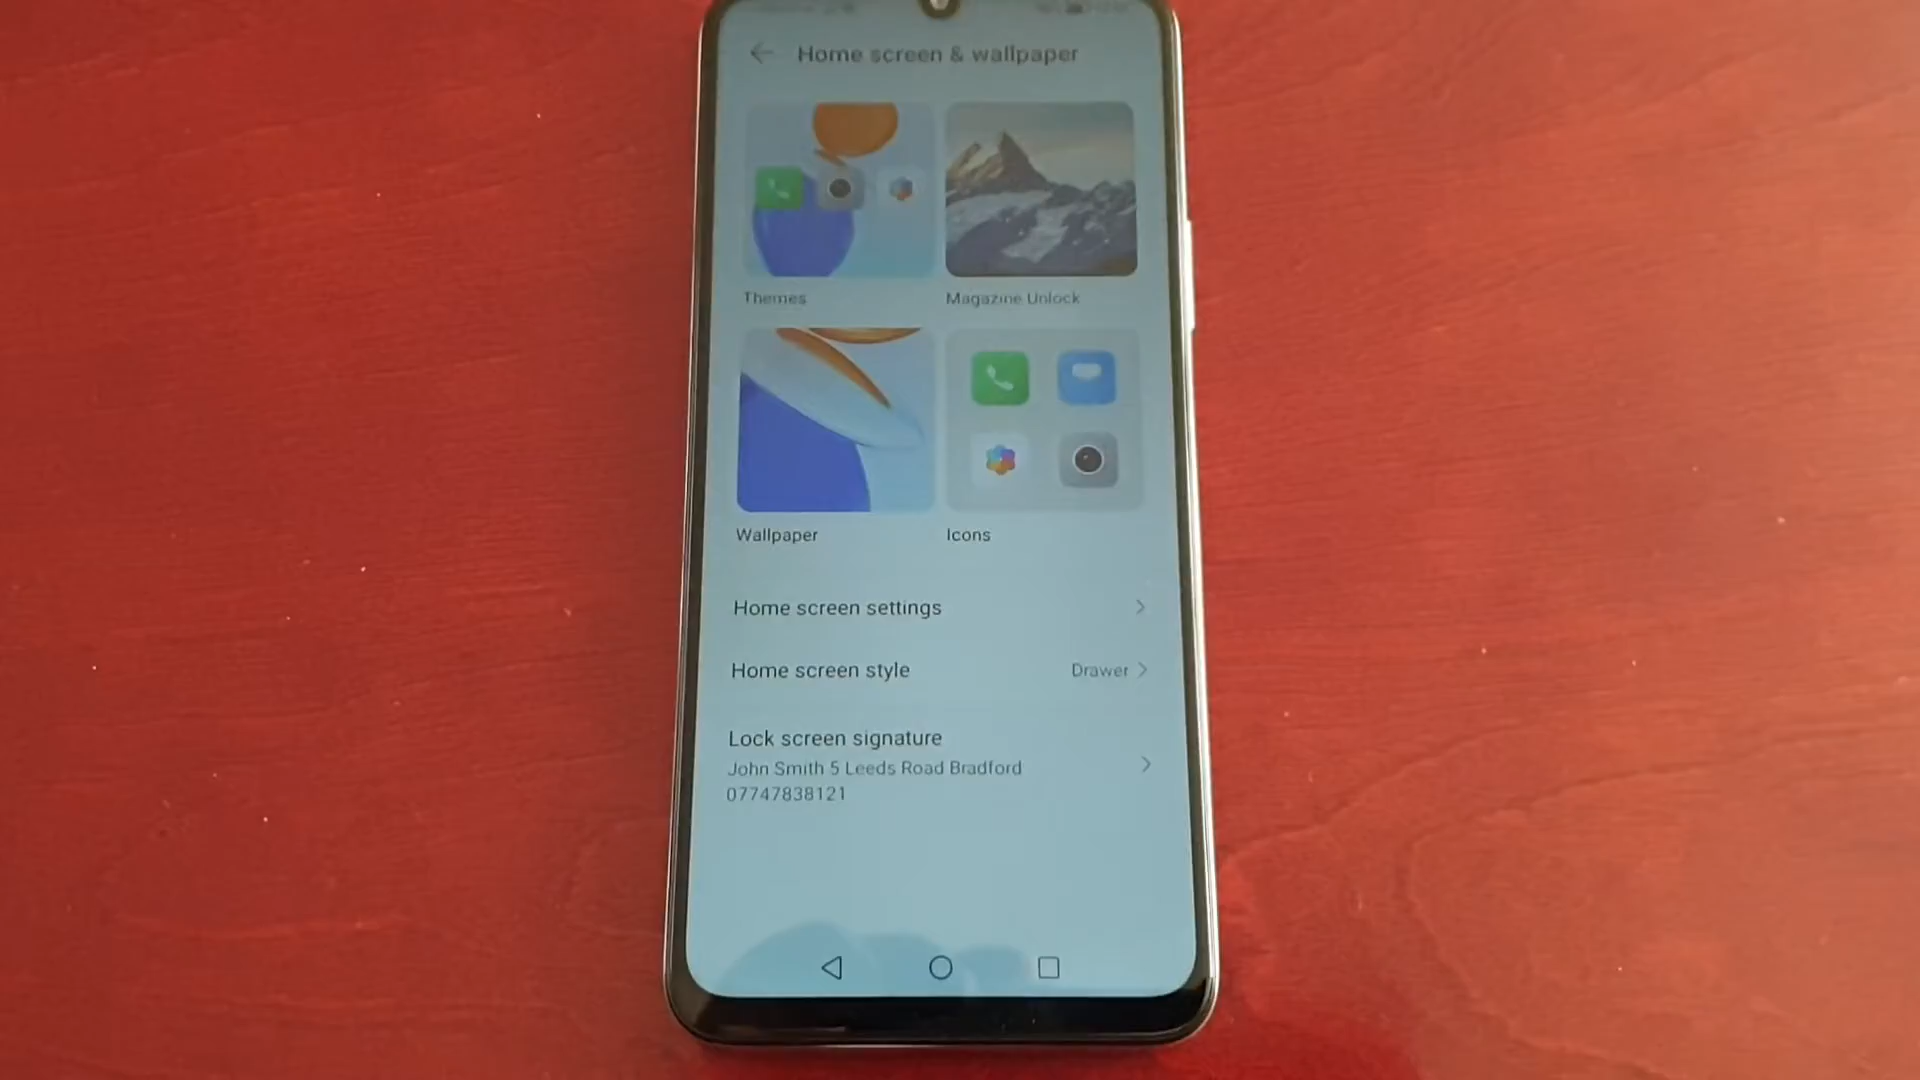 Home screen & wallpaper
Themes
Magazine Unlock
Wallpaper
Icons
Home screen settings
Home screen style
Drawer
Lock screen signature
John Smith 5 Leeds Road Bradford
07747838121